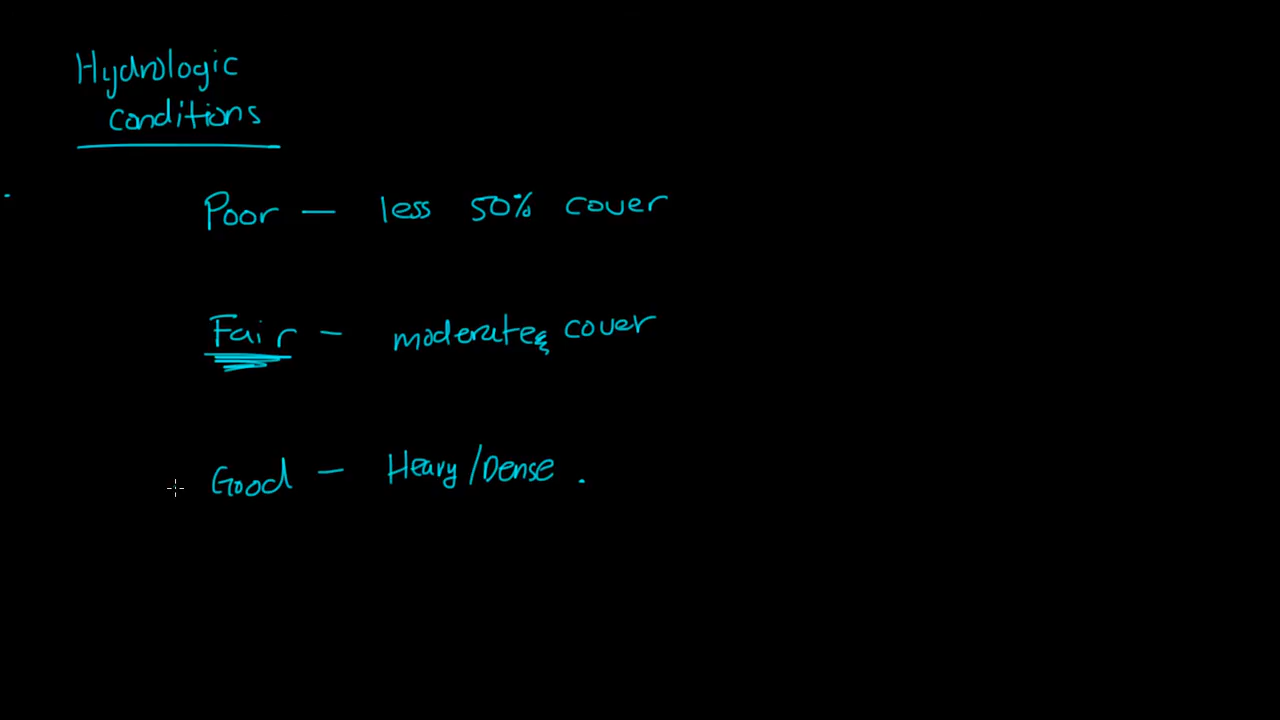 Hydrologic
conditions
Poor — less 50% cover
Fair – moderate cover
Good – Heavy/Dense.